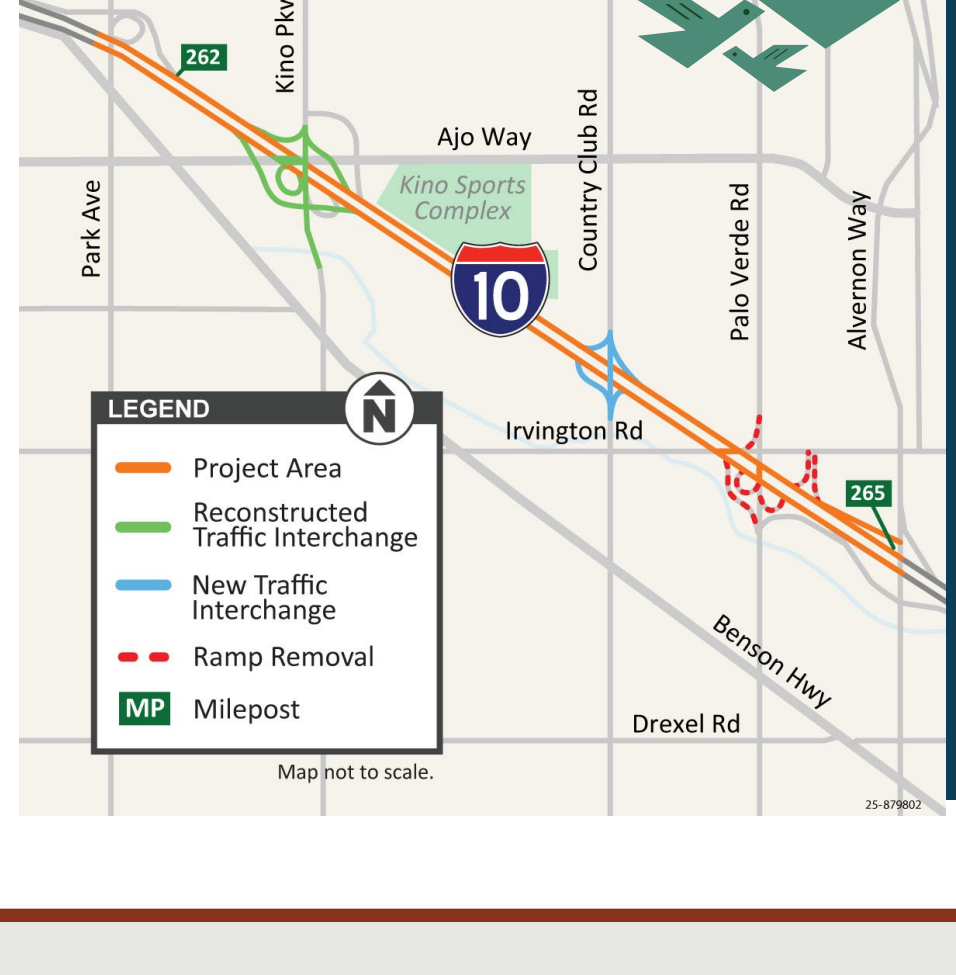 Kino Pkw
262
Ajo Way
Country Club Rd
Kino Sports
Complex
Park Ave
Palo Verde Rd
Alvernon Way
10
Irvington Rd
265
LEGEND
N
Project Area
Reconstructed
Traffic Interchange
New Traffic
Interchange
Ramp Removal
MP Milepost
Benson Hwy
Drexel Rd
Map not to scale.
25-879802